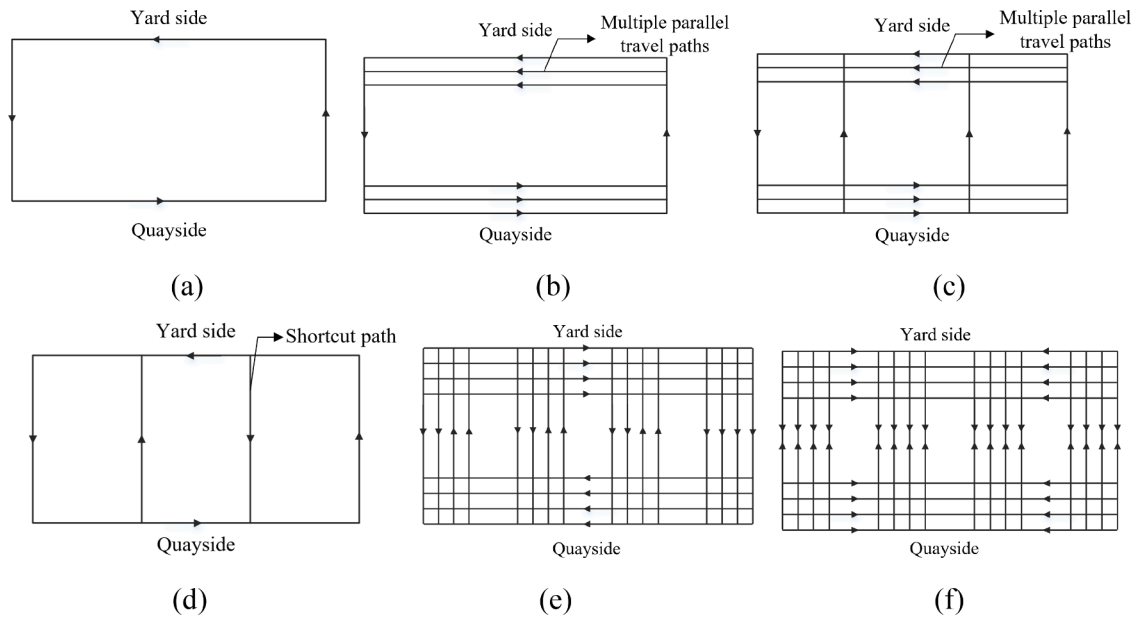 Yard side
Quayside
(a)
Yard side
Multiple parallel
travel paths
Quayside
(b)
Yard side
Multiple parallel
travel paths
Quayside
(c)
Yard side
Shortcut path
Quayside
(d)
Yard side
Quayside
(e)
Yard side
Quayside
(f)